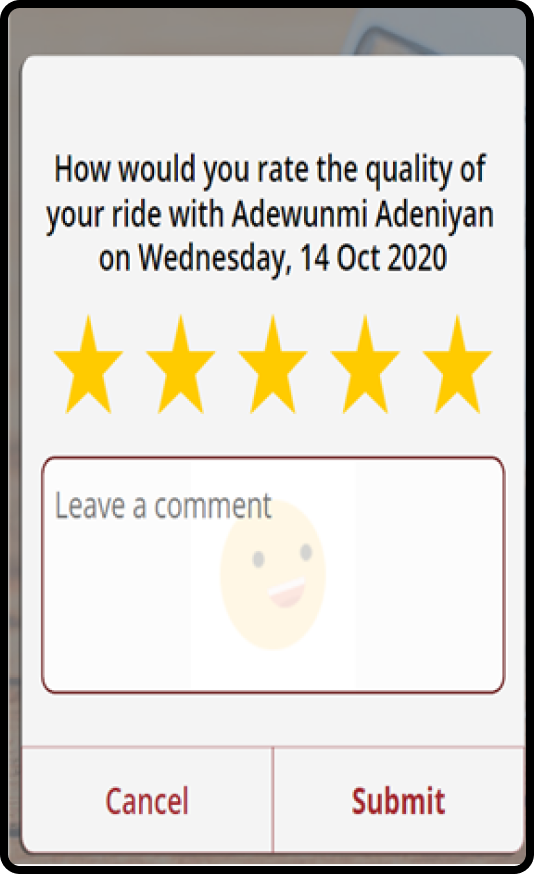 How would you rate the quality of
your ride with Adewunmi Adeniyan
on Wednesday, 14 Oct 2020
Leave a comment
Cancel
Submit